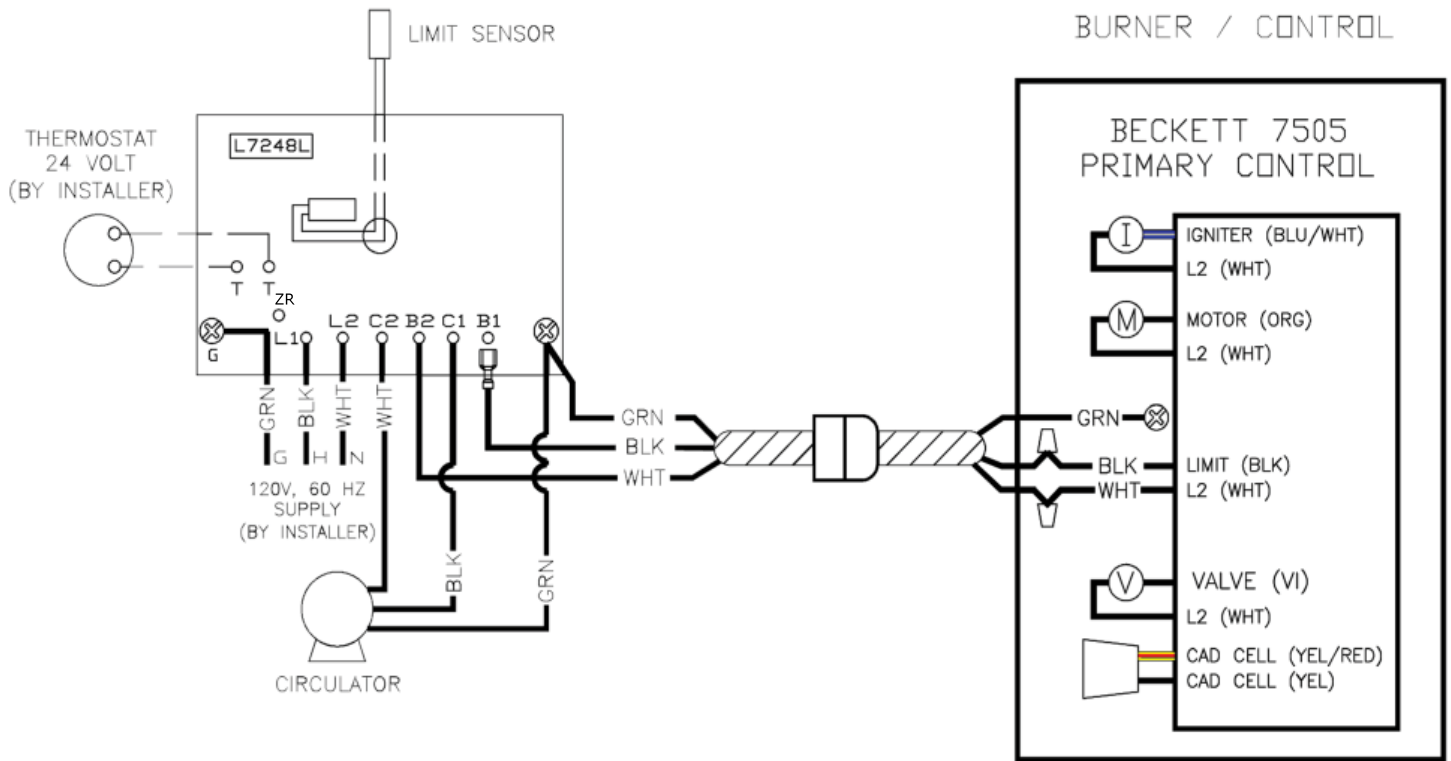 BURNER / CONTROL
LIMIT SENSOR
THERMOSTAT
24 VOLT
(BY INSTALLER)
L7248L
T T
ZR
G
L1 L2 C2 B2 C1 B1
GRN BLK WHT WHT
G H N
120V, 60 HZ
SUPPLY
(BY INSTALLER)
BLK
GRN
CIRCULATOR
GRN
BLK
WHT
BECKETT 7505
PRIMARY CONTROL
I
IGNITER (BLU/WHT)
L2 (WHT)
M
MOTOR (ORG)
L2 (WHT)
GRN
BLK
LIMIT (BLK)
WHT
L2 (WHT)
V
VALVE (VI)
L2 (WHT)
CAD CELL (YEL/RED)
CAD CELL (YEL)